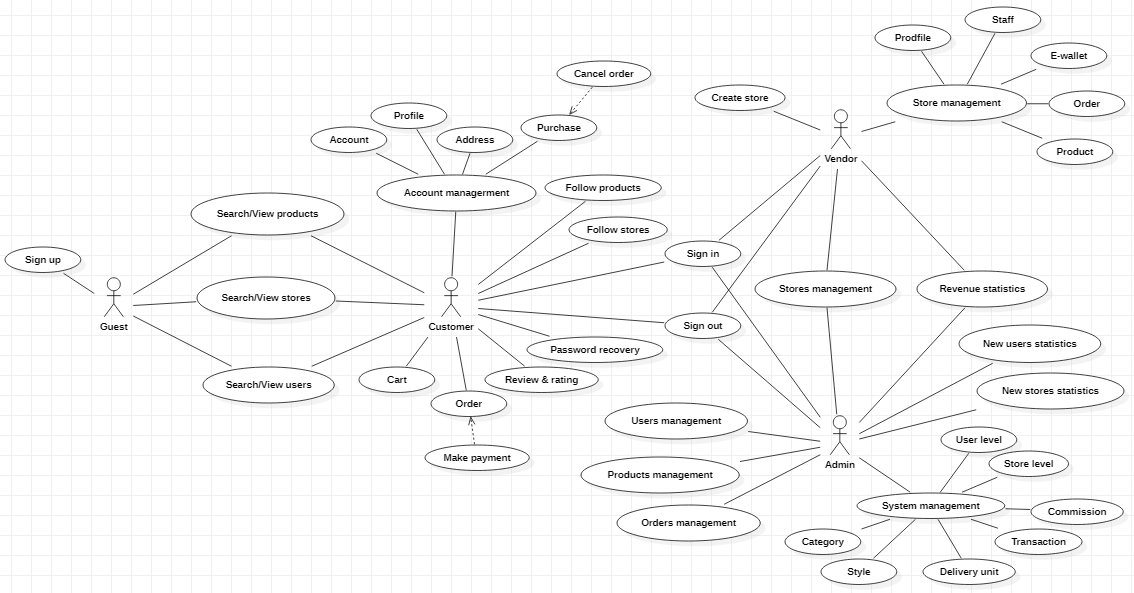 Staff
Prodfile
E-wallet
Cancel order
Create store
Store management
Order
Profile
Purchase
Account
Address
Product
Vendor
Account managerment
Follow products
Search/View products
Follow stores
Sign up
Sign in
Stores management
Revenue statistics
Search/View stores
Guest
Customer
Sign out
New users statistics
Password recovery
Search/View users
Cart
Review & rating
New stores statistics
Order
Users management
User level
Make payment
Admin
Store level
Products management
System management
Commission
Orders management
Category
Transaction
Style
Delivery unit